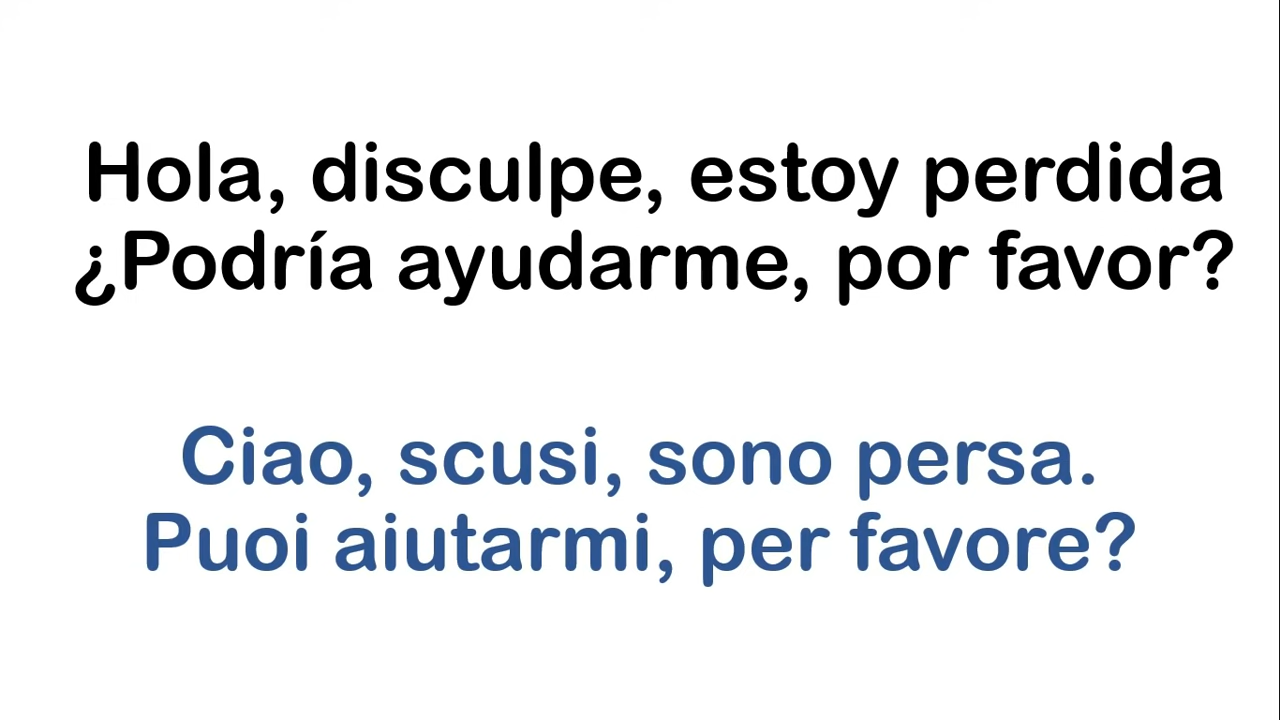 Hola, disculpe, estoy perdida
¿Podría ayudarme, por favor?
Ciao, scusi, sono persa.
Puoi aiutarmi, per favore?